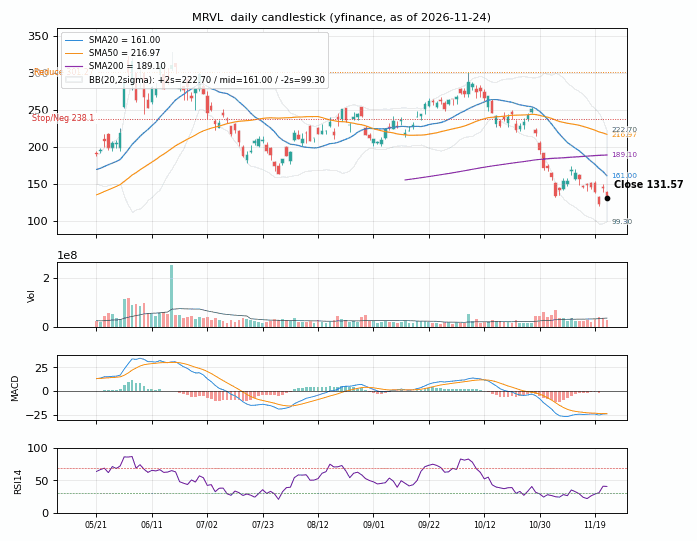 MRVL daily candlestick (yfinance, as of 2026-11-24)
SMA20 = 161.00
SMA50 = 216.97
SMA200 = 189.10
BB(20,2sigma): +2s=222.70 / mid=161.00 / -2s=99.30
350
300
250
200
150
100
Reduce
Stop/Neg 238.1
222.70
216.97
189.10
161.00
Close 131.57
99.30
1e8
Vol
2
0
MACD
25
0
−25
RSI14
100
50
0
05/21 06/11 07/02 07/23 08/12 09/01 09/22 10/12 10/30 11/19